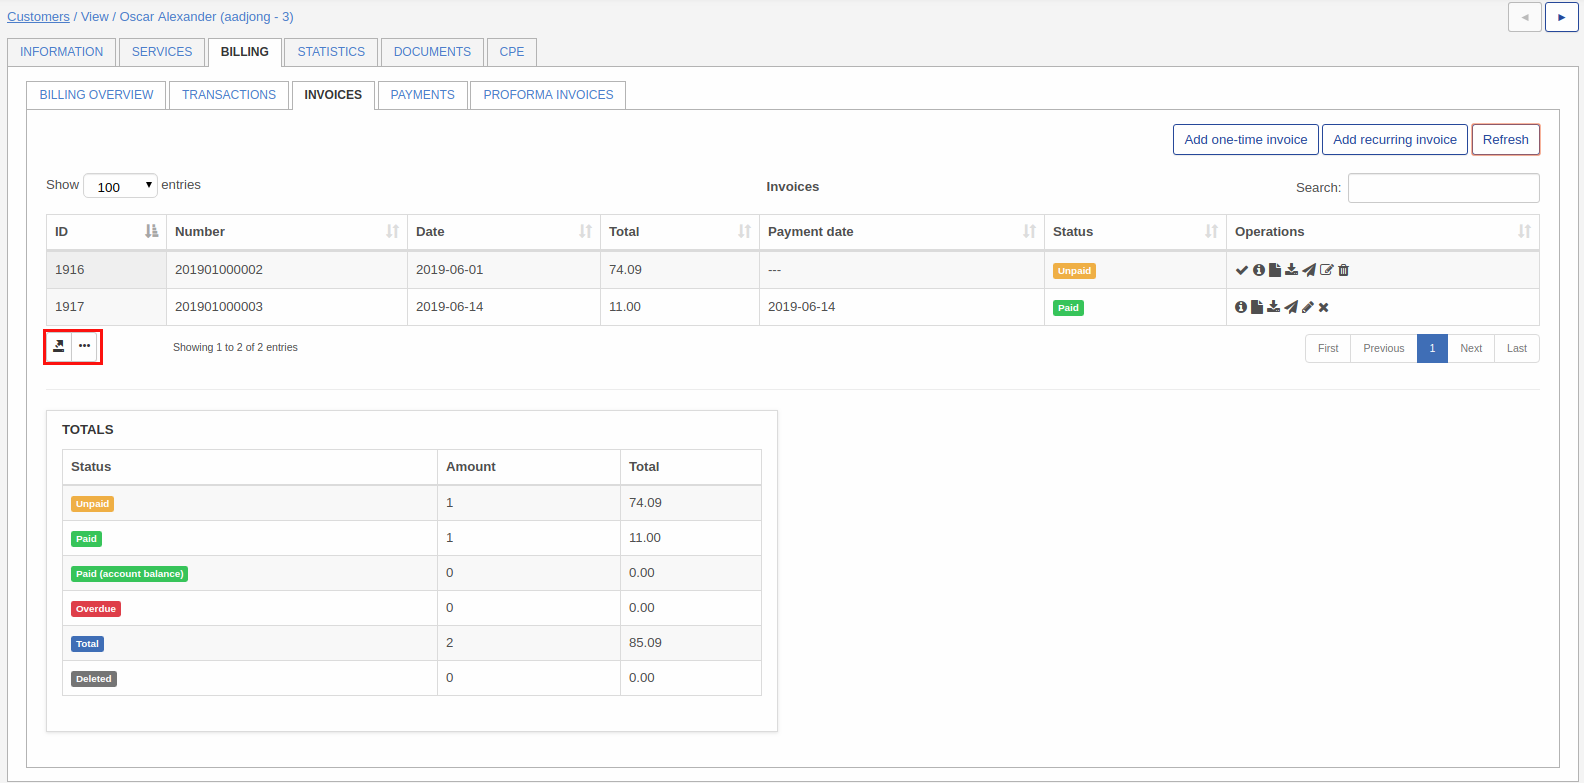 Customers / View / Oscar Alexander (aadjong - 3)
INFORMATION SERVICES BILLING STATISTICS DOCUMENTS CPE
BILLING OVERVIEW TRANSACTIONS INVOICES PAYMENTS PROFORMA INVOICES
Add one-time invoice Add recurring invoice Refresh
Show 100 entries Invoices Search:
ID Number Date Total Payment date Status Operations
1916 201901000002 2019-06-01 74.09 --- Unpaid
1917 201901000003 2019-06-14 11.00 2019-06-14 Paid
Showing 1 to 2 of 2 entries First Previous 1 Next Last
TOTALS
Status Amount Total
Unpaid 1 74.09
Paid 1 11.00
Paid (account balance) 0 0.00
Overdue 0 0.00
Total 2 85.09
Deleted 0 0.00